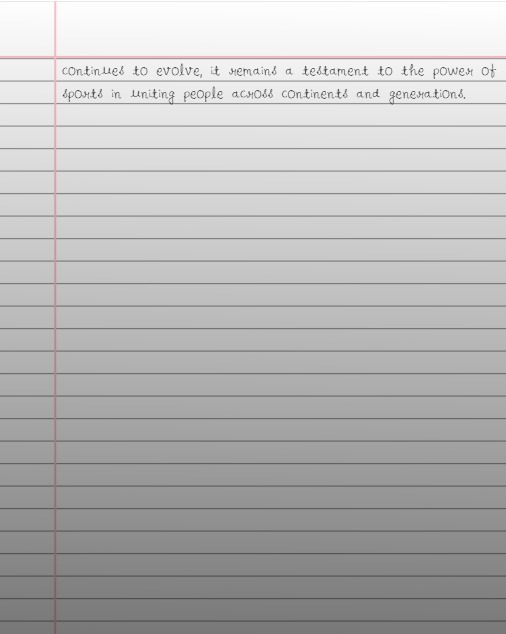 continues to evolve, it remains a testament to the power of
sports in uniting people across continents and generations.